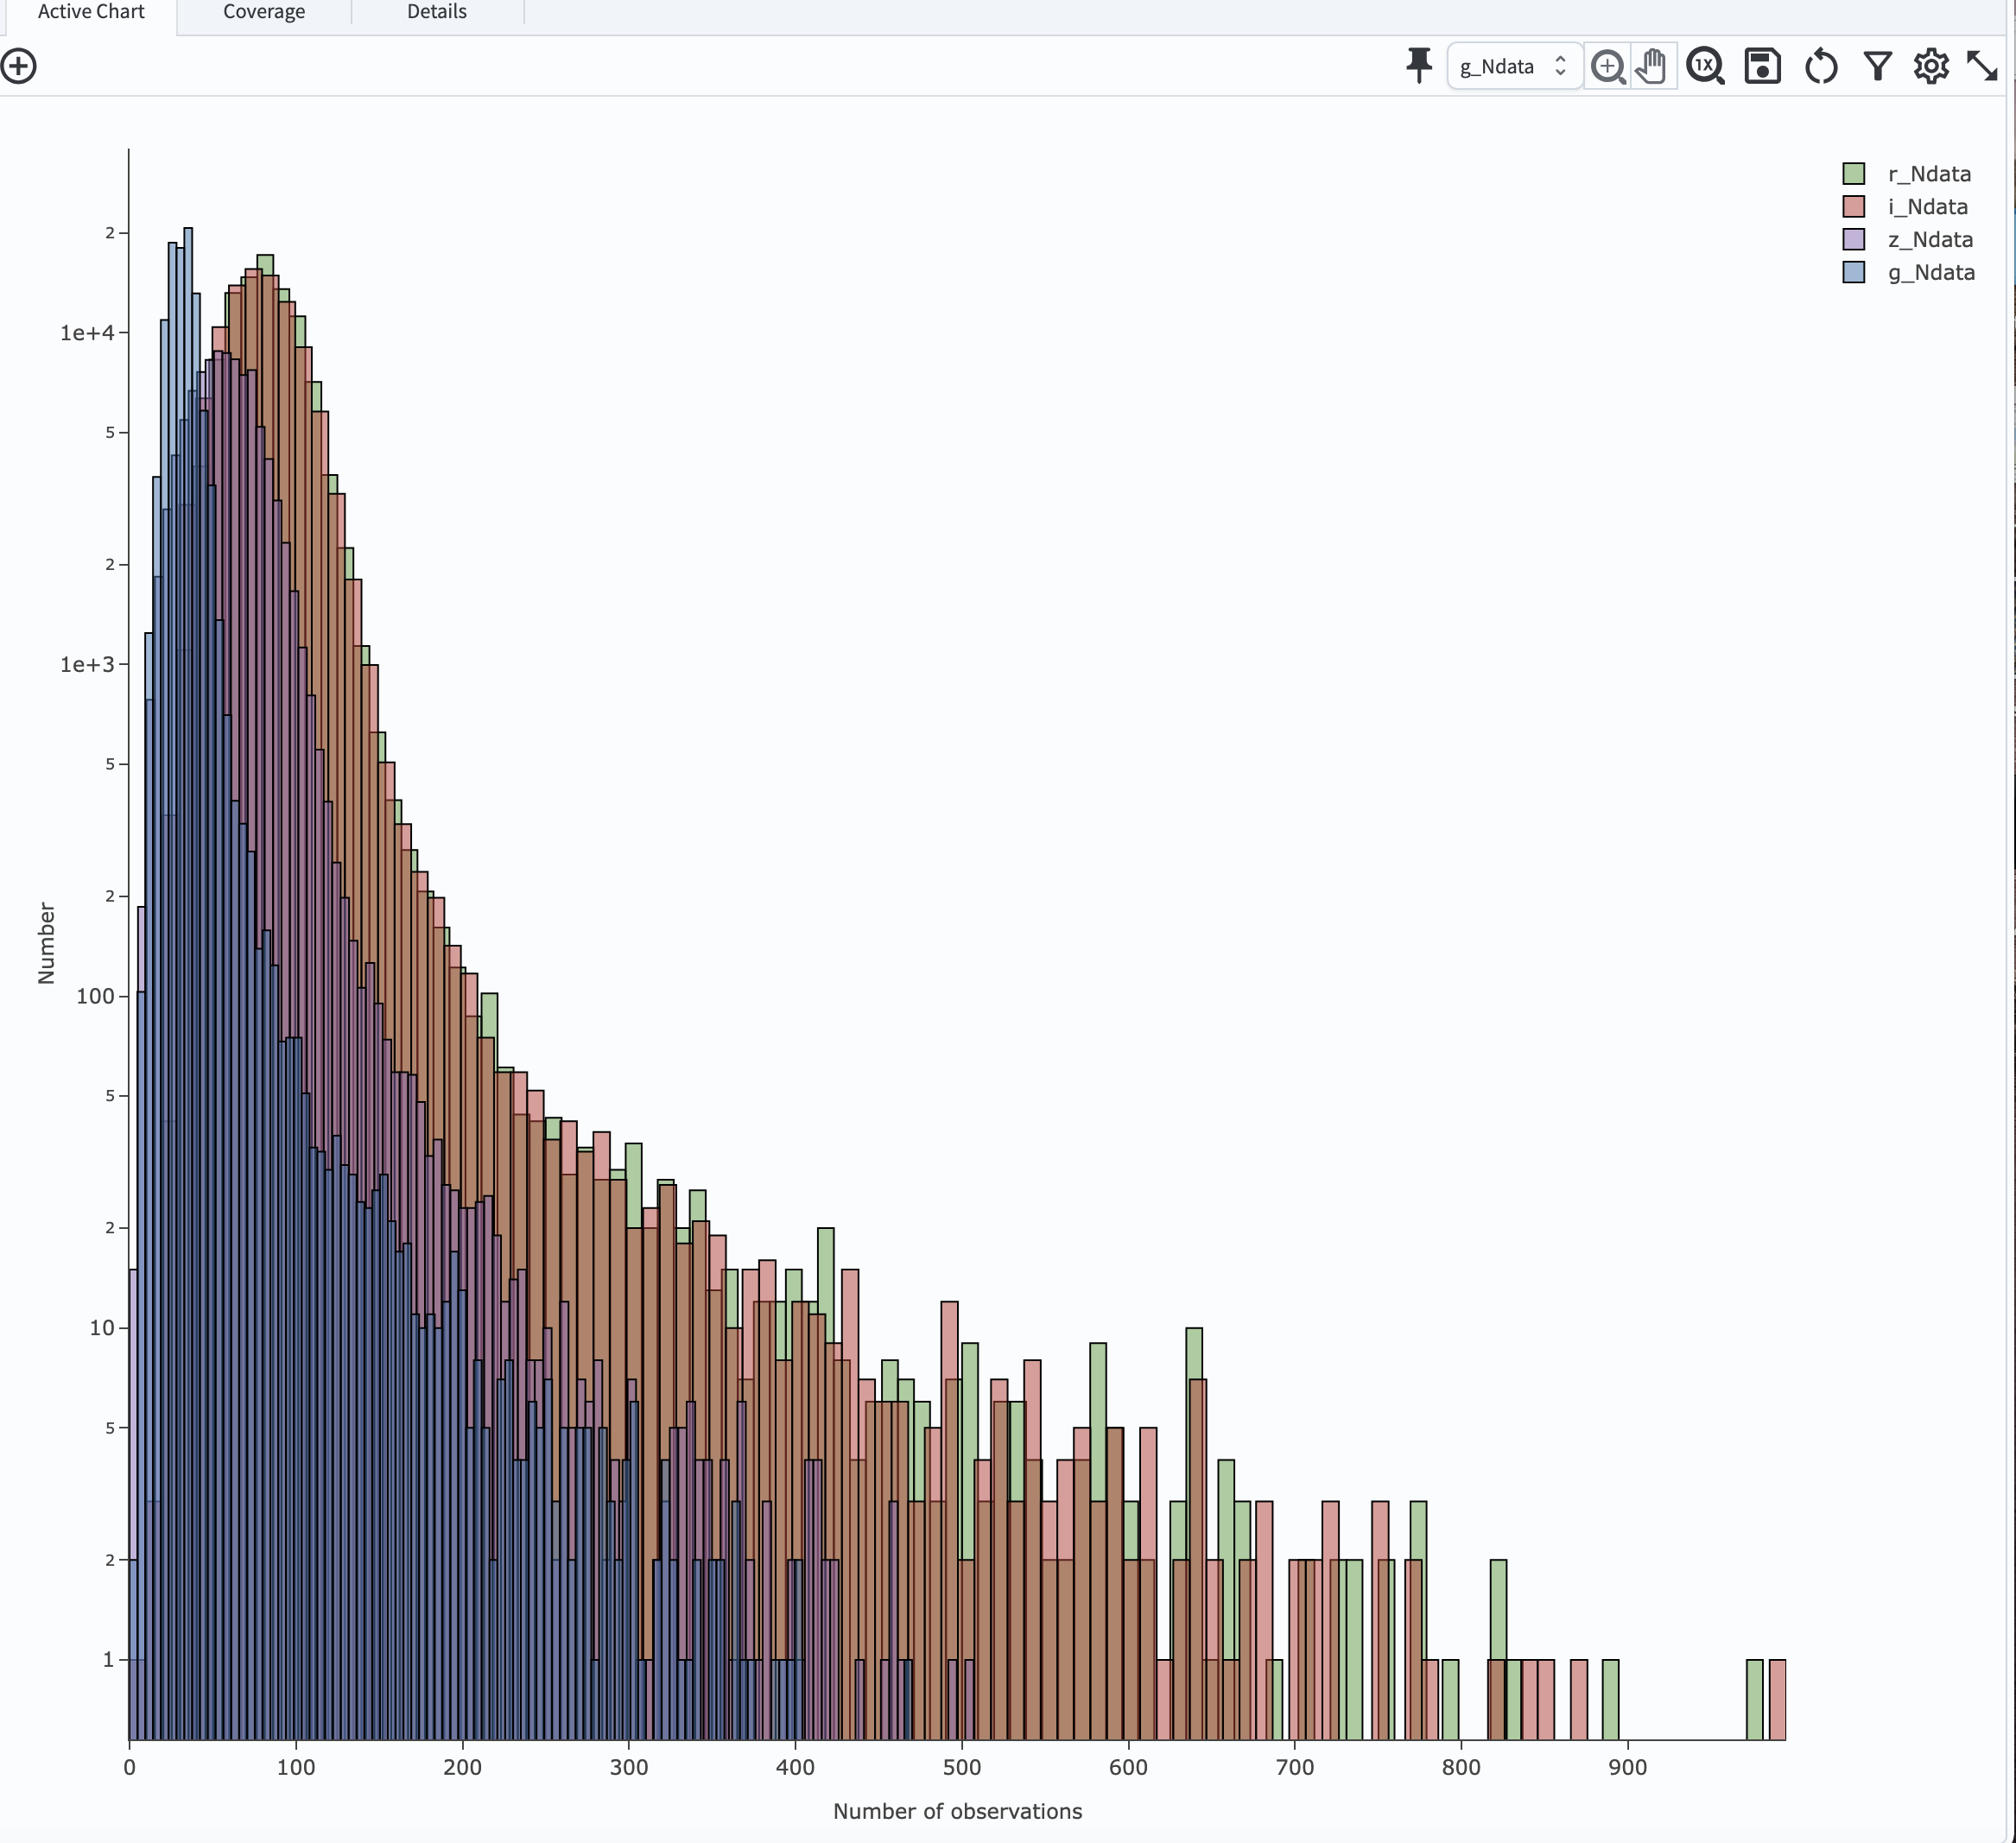 Active Chart Coverage Details
g_Ndata 1X
r_Ndata
i_Ndata
z_Ndata
g_Ndata
2
1e+4
5
2
1e+3
5
2
100
5
2
10
5
2
1
Number
0 100 200 300 400 500 600 700 800 900
Number of observations